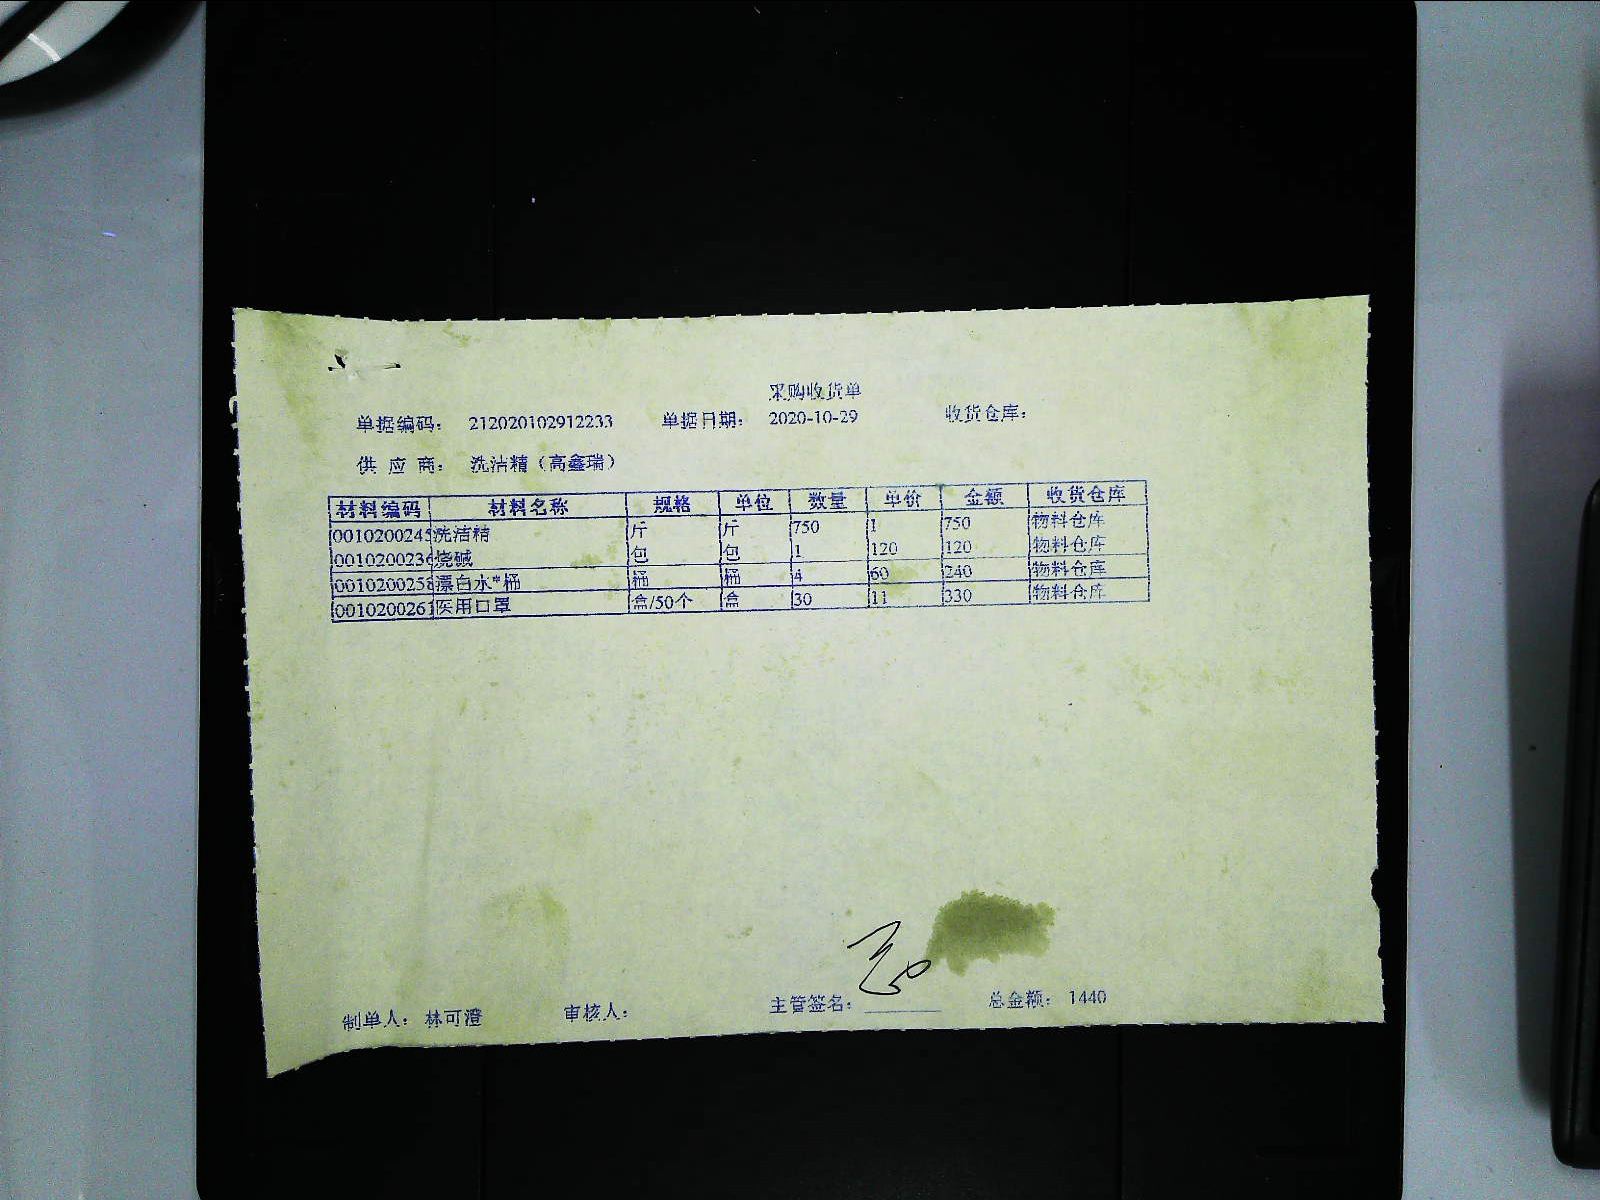 采购收货单
单据编码： 212020102912233 单据日期： 2020-10-29 收货仓库：
供 应 商： 洗洁精（高鑫瑞）
材料编码 材料名称 规格 单位 数量 单价 金额 收货仓库
0010200245 洗洁精 斤 斤 750 1 750 物料仓库
0010200236 烧碱 包 包 1 120 120 物料仓库
0010200258 漂白水*桶 桶 桶 4 60 240 物料仓库
0010200261 医用口罩 盒/50个 盒 30 11 330 物料仓库
制单人： 林可澄 审核人： 主管签名： 总金额： 1440